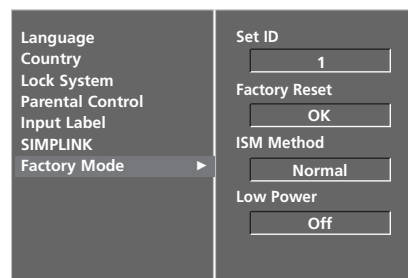 Language
Country
Lock System
Parental Control
Input Label
SIMPLINK
Factory Mode ►
Set ID
1
Factory Reset
OK
ISM Method
Normal
Low Power
Off